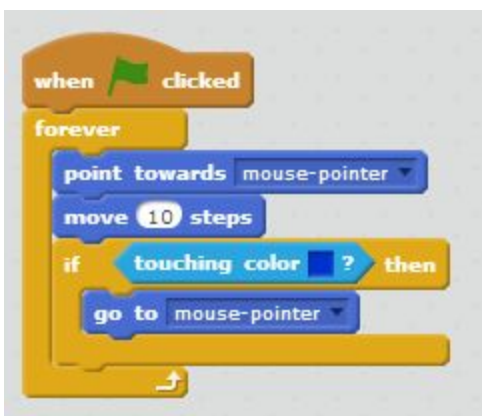 when clicked
forever
point towards mouse-pointer
move 10 steps
if touching color ? then
go to mouse-pointer